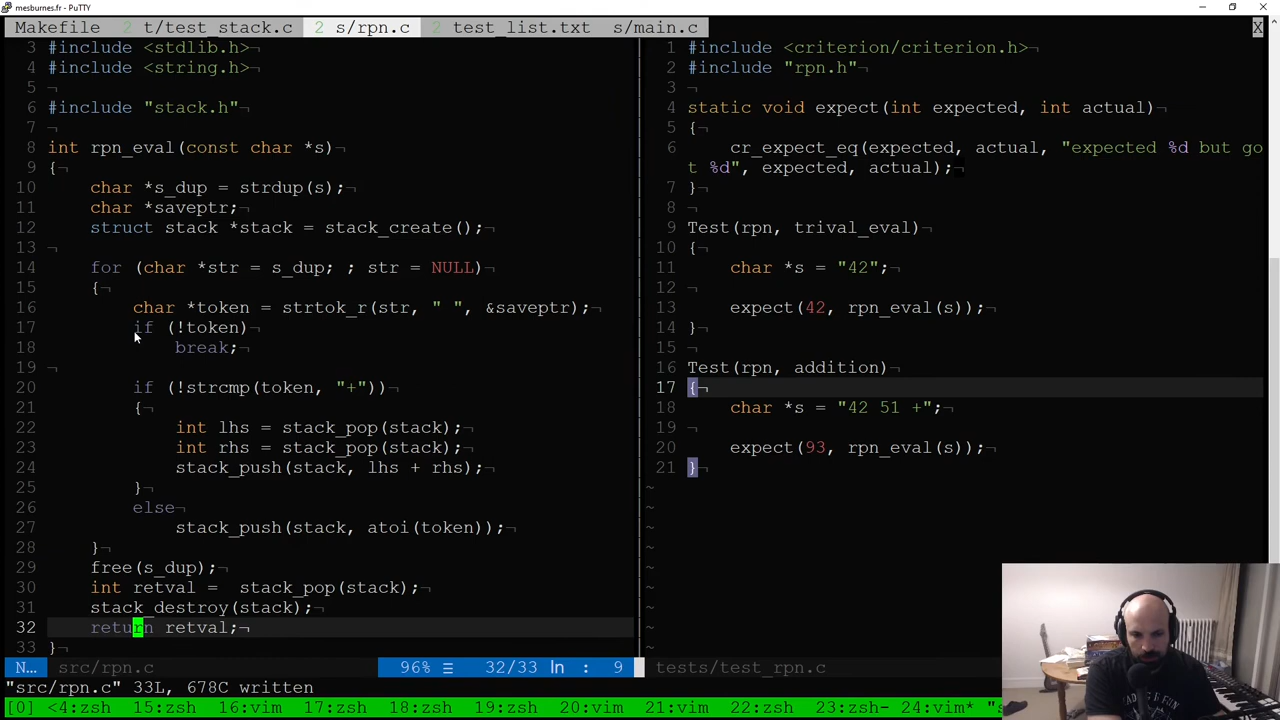 mesburnes.fr - PuTTY
Makefile 2 t/test_stack.c 2 s/rpn.c 2 test_list.txt s/main.c X
3 #include <stdlib.h>¬
4 #include <string.h>¬
5 ¬
6 #include "stack.h"¬
7 ¬
8 int rpn_eval(const char *s)¬
9 {¬
10 char *s_dup = strdup(s);¬
11 char *saveptr;¬
12 struct stack *stack = stack_create();¬
13 ¬
14 for (char *str = s_dup; ; str = NULL)¬
15 {¬
16 char *token = strtok_r(str, " ", &saveptr);¬
17 if (!token)¬
18 break;¬
19 ¬
20 if (!strcmp(token, "+"))¬
21 {¬
22 int lhs = stack_pop(stack);¬
23 int rhs = stack_pop(stack);¬
24 stack_push(stack, lhs + rhs);¬
25 }¬
26 else¬
27 stack_push(stack, atoi(token));¬
28 }¬
29 free(s_dup);¬
30 int retval =  stack_pop(stack);¬
31 stack_destroy(stack);¬
32 return retval;¬
33 }¬
N... src/rpn.c 96% ☰ 32/33 ln : 9
1 #include <criterion/criterion.h>¬
2 #include "rpn.h"¬
3 ¬
4 static void expect(int expected, int actual)¬
5 {¬
6 cr_expect_eq(expected, actual, "expected %d but go
t %d", expected, actual);¬
7 }¬
8 ¬
9 Test(rpn, trival_eval)¬
10 {¬
11 char *s = "42";¬
12 ¬
13 expect(42, rpn_eval(s));¬
14 }¬
15 ¬
16 Test(rpn, addition)¬
17 {¬
18 char *s = "42 51 +";¬
19 ¬
20 expect(93, rpn_eval(s));¬
21 }¬
~
~
~
~
~
~
~
~
~
tests/test_rpn.c
"src/rpn.c" 33L, 678C written
[0] <4:zsh 15:zsh 16:vim 17:zsh 18:zsh 19:zsh 20:vim 21:vim 22:zsh 23:zsh- 24:vim* "s